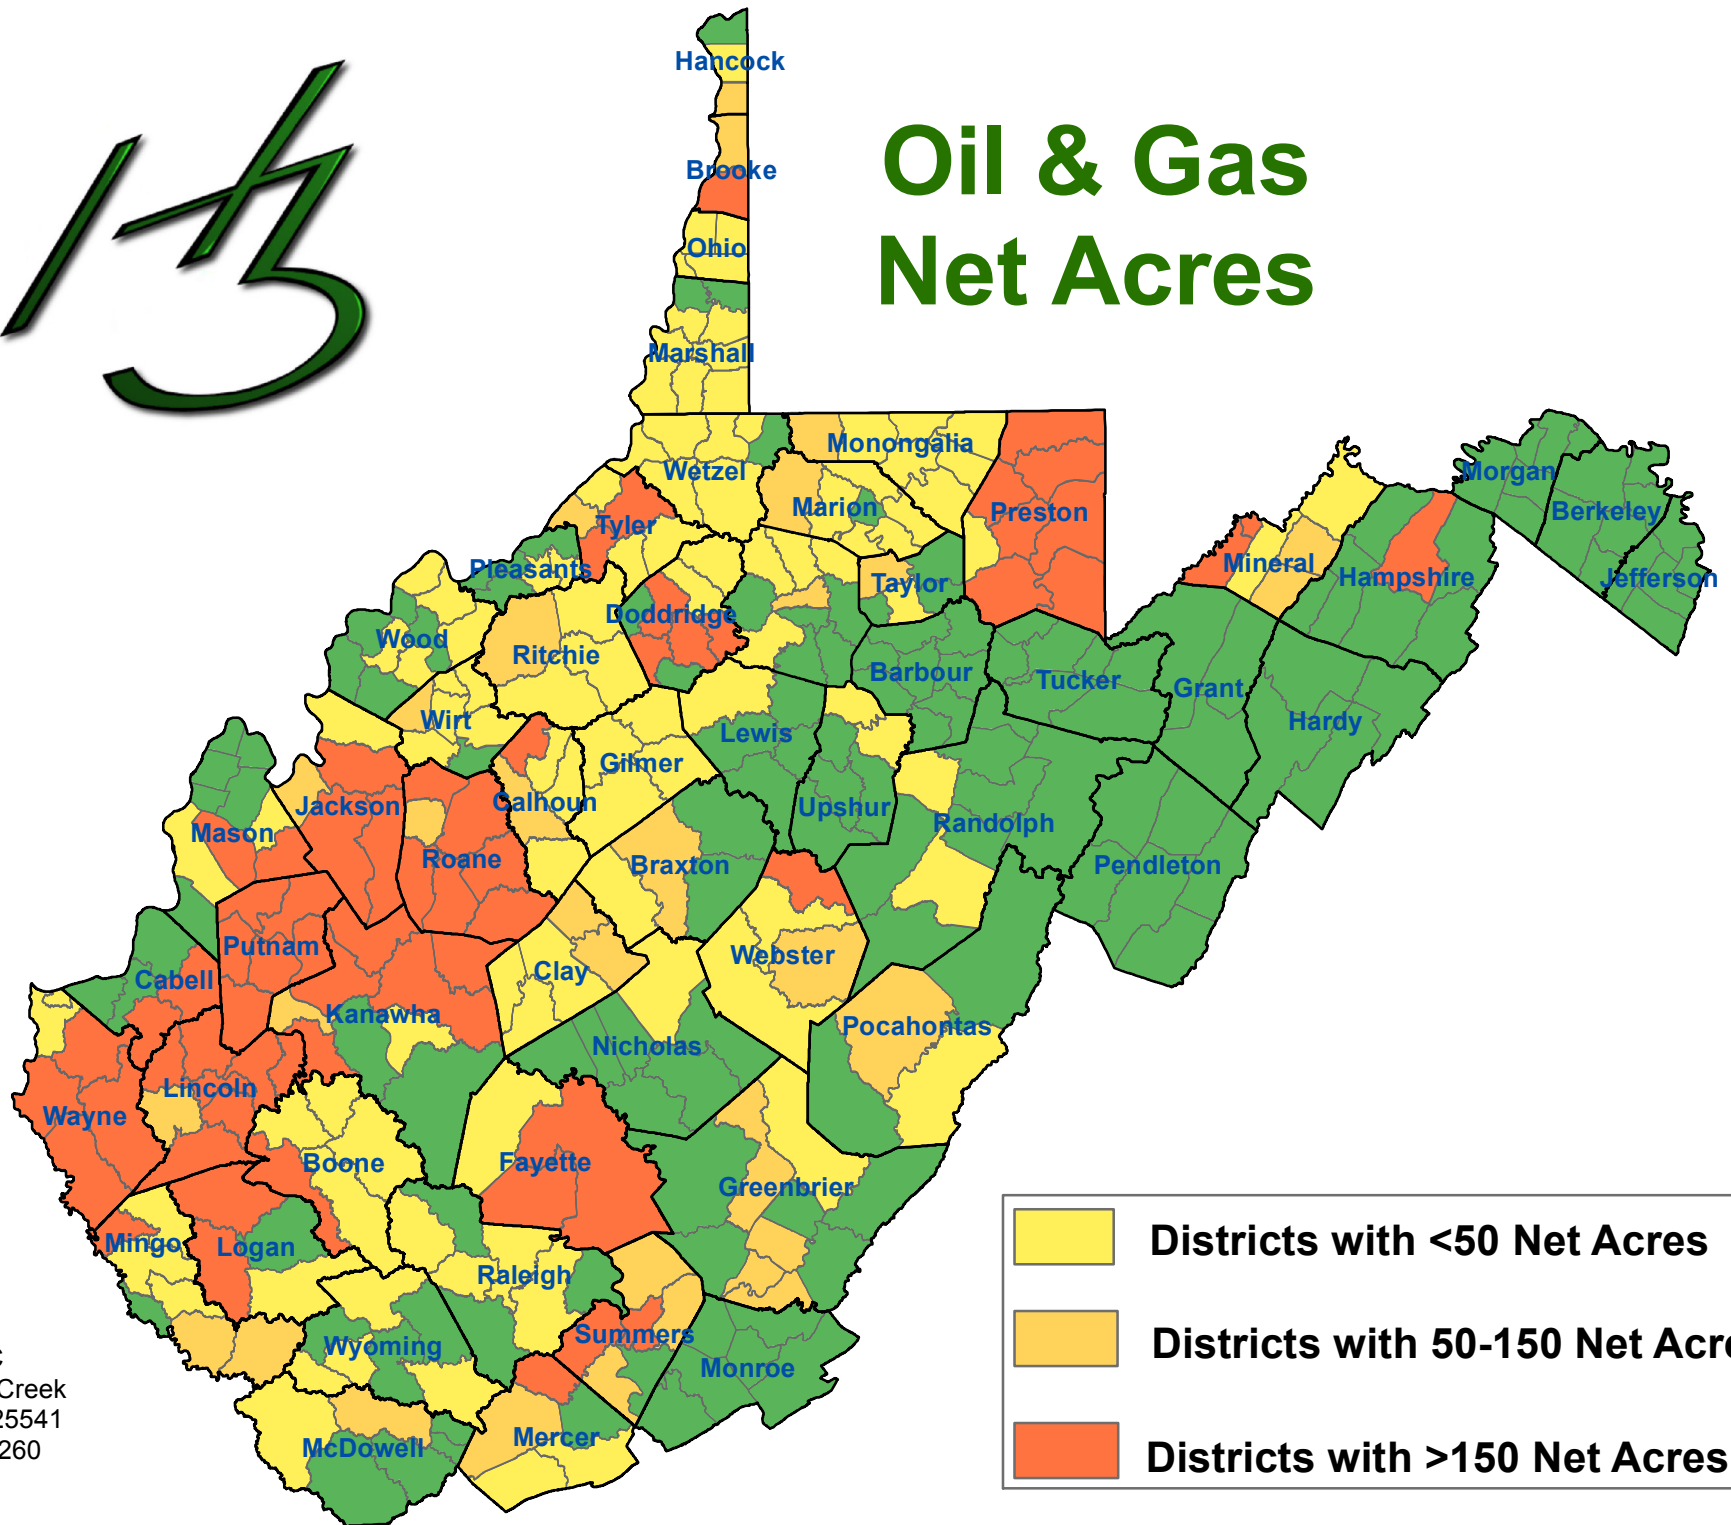 Oil & Gas
Net Acres
Hancock
Brooke
Ohio
Marshall
Wetzel
Monongalia
Marion
Preston
Tyler
Pleasants
Taylor
Doddridge
Wood
Ritchie
Wirt
Barbour
Tucker
Grant
Mineral
Hampshire
Morgan
Berkeley
Jefferson
Hardy
Lewis
Gilmer
Calhoun
Jackson
Mason
Roane
Braxton
Upshur
Randolph
Pendleton
Putnam
Cabell
Kanawha
Clay
Webster
Nicholas
Pocahontas
Wayne
Lincoln
Boone
Fayette
Greenbrier
Mingo
Logan
Raleigh
Summers
Wyoming
Monroe
McDowell
Mercer
Districts with <50 Net Acres
Districts with 50-150 Net Acre
Districts with >150 Net Acres
Creek
25541
260